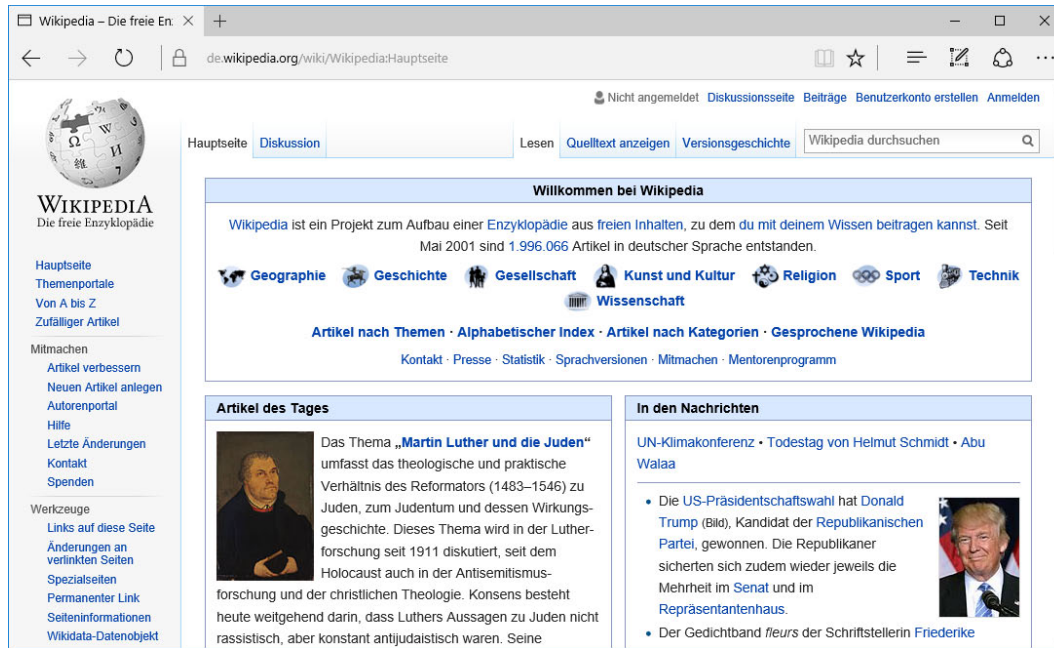 Wikipedia – Die freie En:
de.wikipedia.org/wiki/Wikipedia:Hauptseite
Nicht angemeldet Diskussionsseite Beiträge Benutzerkonto erstellen Anmelden
Hauptseite Diskussion Lesen Quelltext anzeigen Versionsgeschichte Wikipedia durchsuchen
WIKIPEDIA
Die freie Enzyklopädie
Hauptseite
Themenportale
Von A bis Z
Zufälliger Artikel
Mitmachen
Artikel verbessern
Neuen Artikel anlegen
Autorenportal
Hilfe
Letzte Änderungen
Kontakt
Spenden
Werkzeuge
Links auf diese Seite
Änderungen an
verlinkten Seiten
Spezialseiten
Permanenter Link
Seiteninformationen
Wikidata-Datenobjekt
Willkommen bei Wikipedia
Wikipedia ist ein Projekt zum Aufbau einer Enzyklopädie aus freien Inhalten, zu dem du mit deinem Wissen beitragen kannst. Seit
Mai 2001 sind 1.996.066 Artikel in deutscher Sprache entstanden.
Geographie Geschichte Gesellschaft Kunst und Kultur Religion Sport Technik
Wissenschaft
Artikel nach Themen · Alphabetischer Index · Artikel nach Kategorien · Gesprochene Wikipedia
Kontakt · Presse · Statistik · Sprachversionen · Mitmachen · Mentorenprogramm
Artikel des Tages
Das Thema „Martin Luther und die Juden“
umfasst das theologische und praktische
Verhältnis des Reformators (1483–1546) zu
Juden, zum Judentum und dessen Wirkungs-
geschichte. Dieses Thema wird in der Luther-
forschung seit 1911 diskutiert, seit dem
Holocaust auch in der Antisemitismus-
forschung und der christlichen Theologie. Konsens besteht
heute weitgehend darin, dass Luthers Aussagen zu Juden nicht
rassistisch, aber konstant antijudaistisch waren. Seine
In den Nachrichten
UN-Klimakonferenz • Todestag von Helmut Schmidt • Abu
Walaa
• Die US-Präsidentschaftswahl hat Donald
Trump (Bild), Kandidat der Republikanischen
Partei, gewonnen. Die Republikaner
sicherten sich zudem wieder jeweils die
Mehrheit im Senat und im
Repräsentantenhaus.
• Der Gedichtband fleurs der Schriftstellerin Friederike